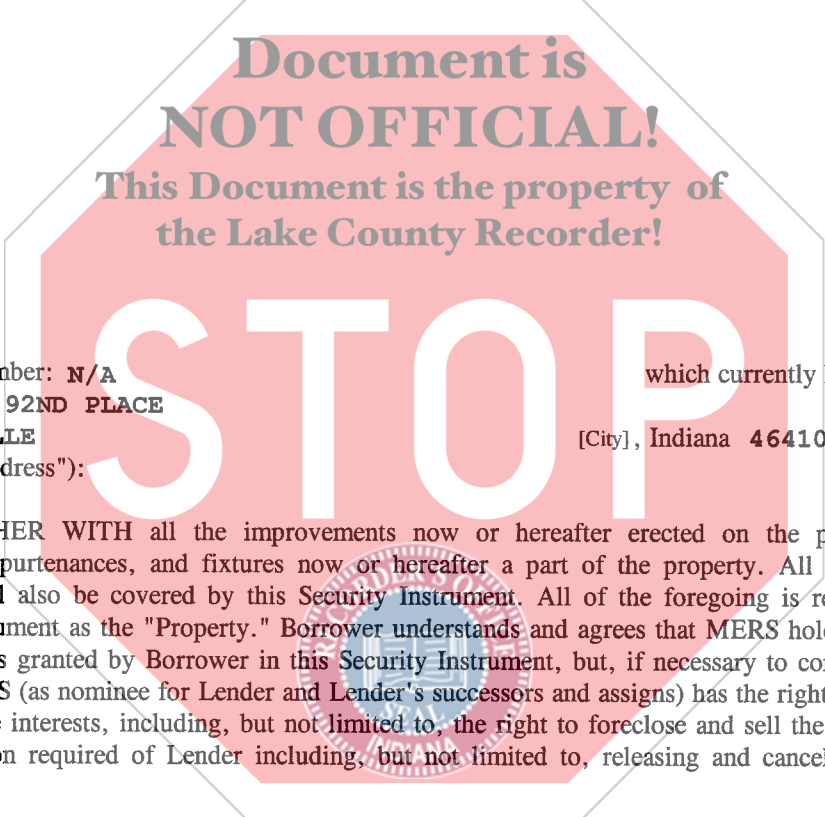 Document is
NOT OFFICIAL!
This Document is the property of
the Lake County Recorder!
STOP
nber: N/A which currently
92ND PLACE
LLE [City], Indiana 46410
dress"):
HER WITH all the improvements now or hereafter erected on the p
purtenances, and fixtures now or hereafter a part of the property. All
l also be covered by this Security Instrument. All of the foregoing is re
ument as the "Property." Borrower understands and agrees that MERS hol
s granted by Borrower in this Security Instrument, but, if necessary to co
S (as nominee for Lender and Lender's successors and assigns) has the right
e interests, including, but not limited to, the right to foreclose and sell the
on required of Lender including, but not limited to, releasing and cancel
RECORDER'S OFFICE
SEAL
INDIANA